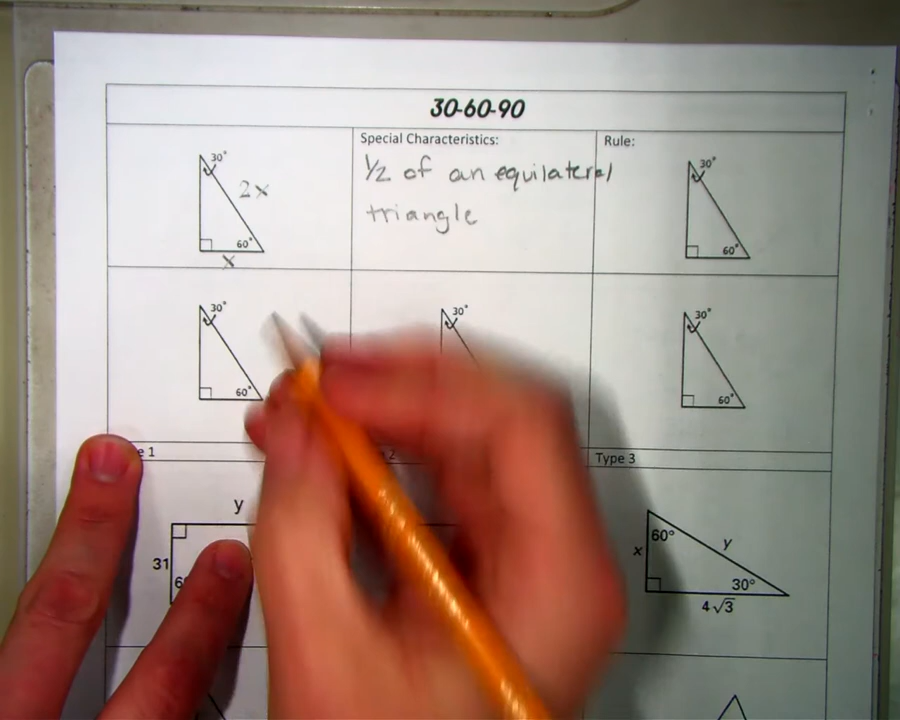 30-60-90
Special Characteristics:
Rule:
30°
2x
60°
x
1/2 of an equilateral
triangle
30°
60°
30°
60°
30°
30°
60°
1
2
Type 3
y
31
60°
y
x
30°
4√3